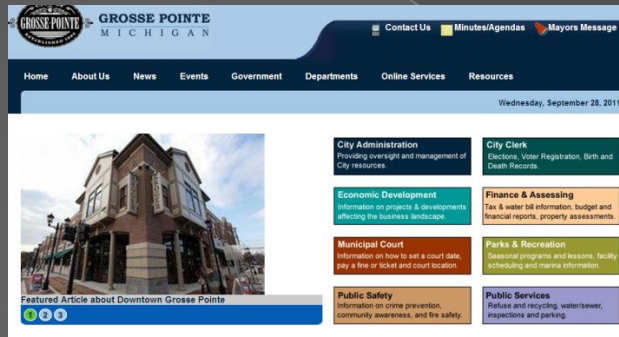 GROSSE POINTE
ESTABLISHED
GROSSE POINTE
MICHIGAN
Contact Us Minutes/Agendas Mayors Message
Home About Us News Events Government Departments Online Services Resources
Wednesday, September 28, 2011
City Administration
Providing oversight and management of
City resources.
City Clerk
Elections, Voter Registration, Birth and
Death Records.
Economic Development
Information on projects & developments
affecting the business landscape.
Finance & Assessing
Tax & water bill information, budget and
financial reports, property assessments.
Municipal Court
Information on how to set a court date,
pay a fine or ticket and court location.
Parks & Recreation
Seasonal programs and lessons, facility
scheduling and marina information.
Featured Article about Downtown Grosse Pointe
1 2 3
Public Safety
Information on crime prevention,
community awareness, and fire safety.
Public Services
Refuse and recycling, water/sewer,
inspections and parking.